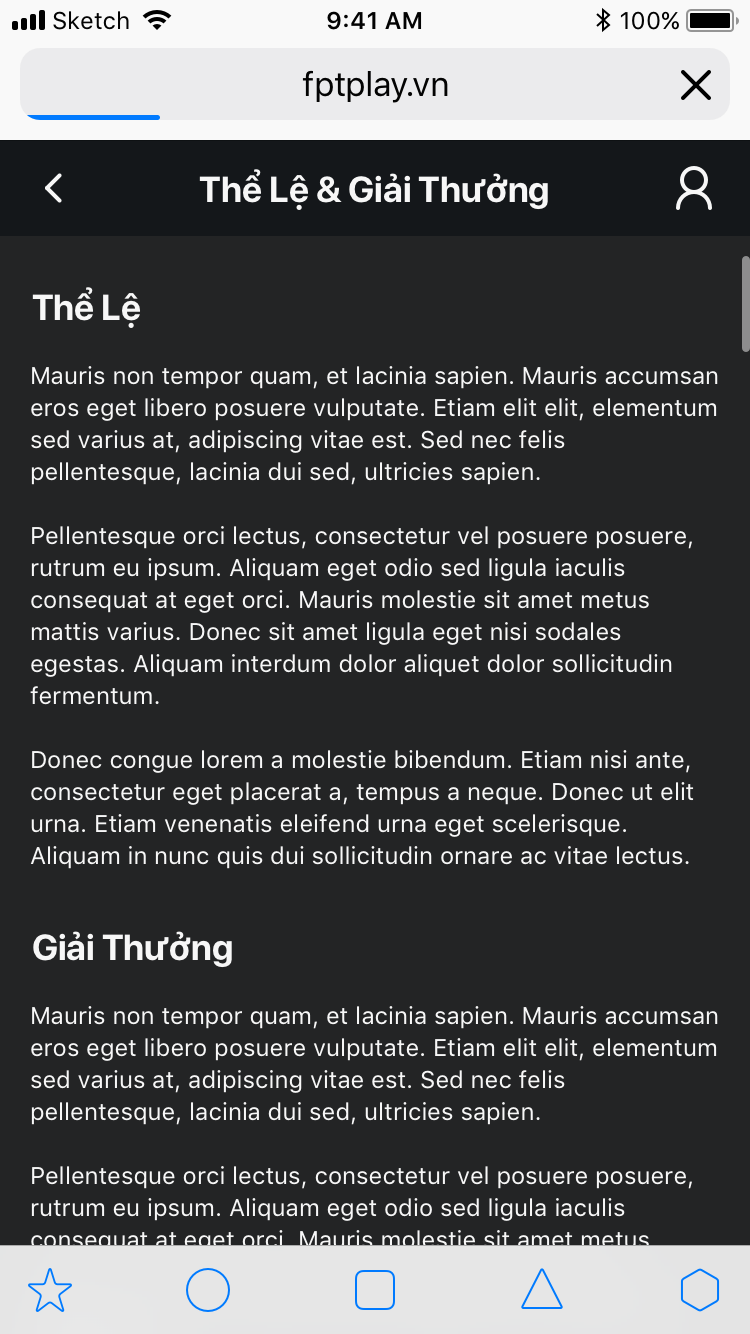 Sketch 9:41 AM 100%
fptplay.vn
Thể Lệ & Giải Thưởng
Thể Lệ
Mauris non tempor quam, et lacinia sapien. Mauris accumsan
eros eget libero posuere vulputate. Etiam elit elit, elementum
sed varius at, adipiscing vitae est. Sed nec felis
pellentesque, lacinia dui sed, ultricies sapien.
Pellentesque orci lectus, consectetur vel posuere posuere,
rutrum eu ipsum. Aliquam eget odio sed ligula iaculis
consequat at eget orci. Mauris molestie sit amet metus
mattis varius. Donec sit amet ligula eget nisi sodales
egestas. Aliquam interdum dolor aliquet dolor sollicitudin
fermentum.
Donec congue lorem a molestie bibendum. Etiam nisi ante,
consectetur eget placerat a, tempus a neque. Donec ut elit
urna. Etiam venenatis eleifend urna eget scelerisque.
Aliquam in nunc quis dui sollicitudin ornare ac vitae lectus.
Giải Thưởng
Mauris non tempor quam, et lacinia sapien. Mauris accumsan
eros eget libero posuere vulputate. Etiam elit elit, elementum
sed varius at, adipiscing vitae est. Sed nec felis
pellentesque, lacinia dui sed, ultricies sapien.
Pellentesque orci lectus, consectetur vel posuere posuere,
rutrum eu ipsum. Aliquam eget odio sed ligula iaculis
consequat at eget orci. Mauris molestie sit amet metus